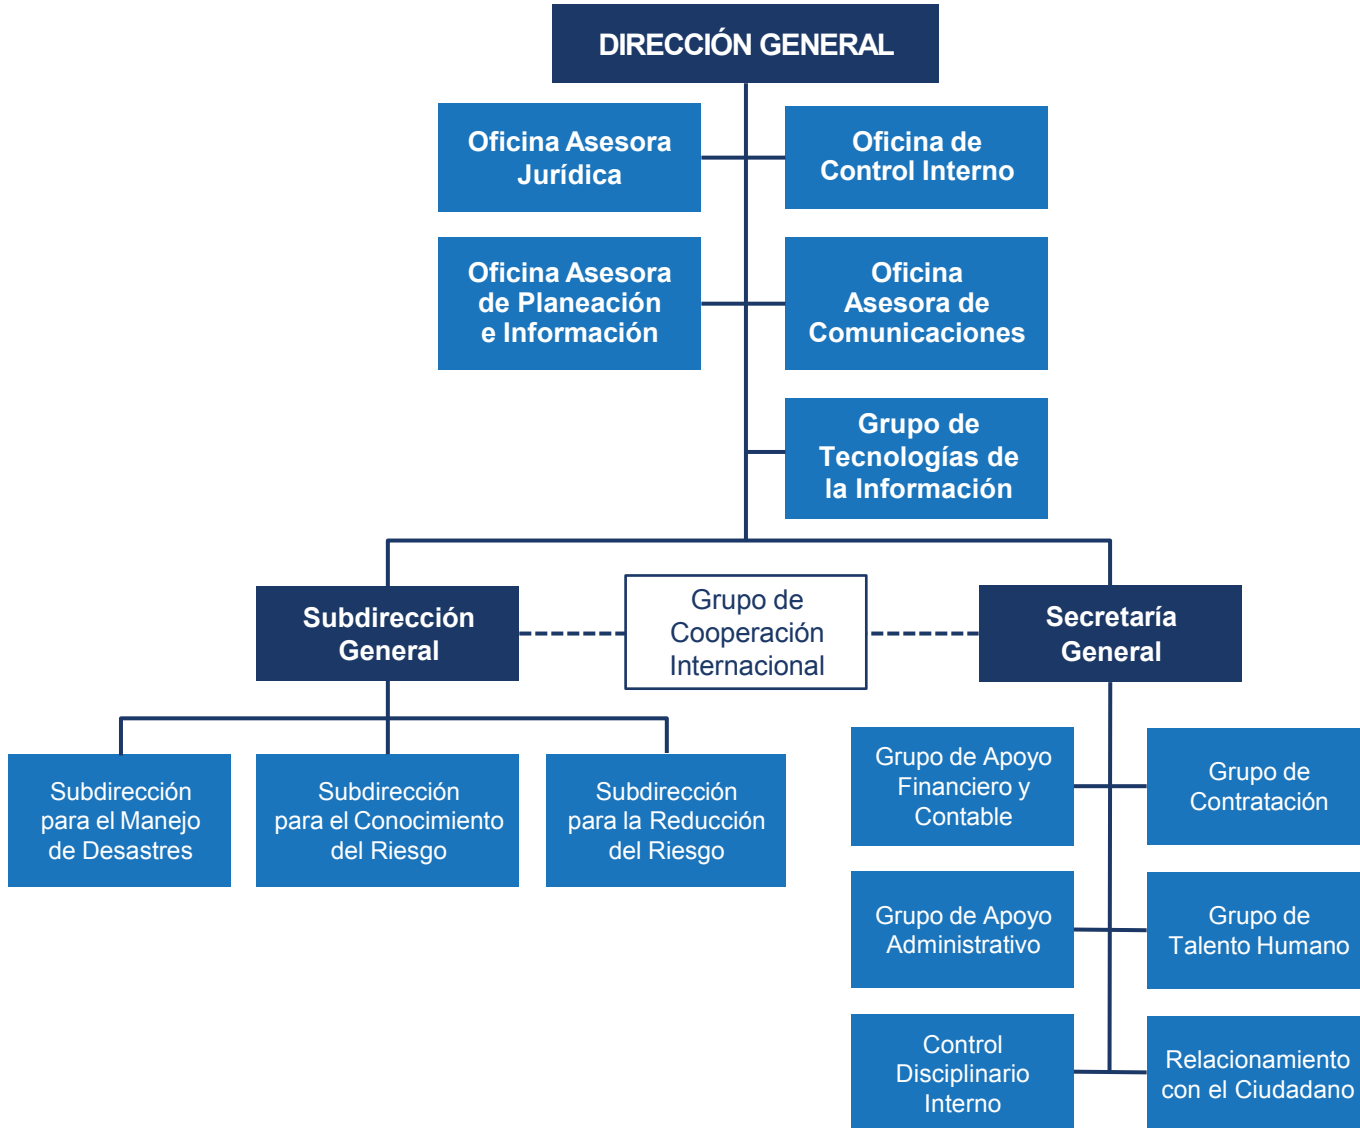 DIRECCIÓN GENERAL
Oficina Asesora
Jurídica
Oficina de
Control Interno
Oficina Asesora
de Planeación
e Información
Oficina
Asesora de
Comunicaciones
Grupo de
Tecnologías de
la Información
Subdirección
General
Grupo de
Cooperación
Internacional
Secretaría
General
Subdirección
para el Manejo
de Desastres
Subdirección
para el Conocimiento
del Riesgo
Subdirección
para la Reducción
del Riesgo
Grupo de Apoyo
Financiero y
Contable
Grupo de
Contratación
Grupo de Apoyo
Administrativo
Grupo de
Talento Humano
Control
Disciplinario
Interno
Relacionamiento
con el Ciudadano